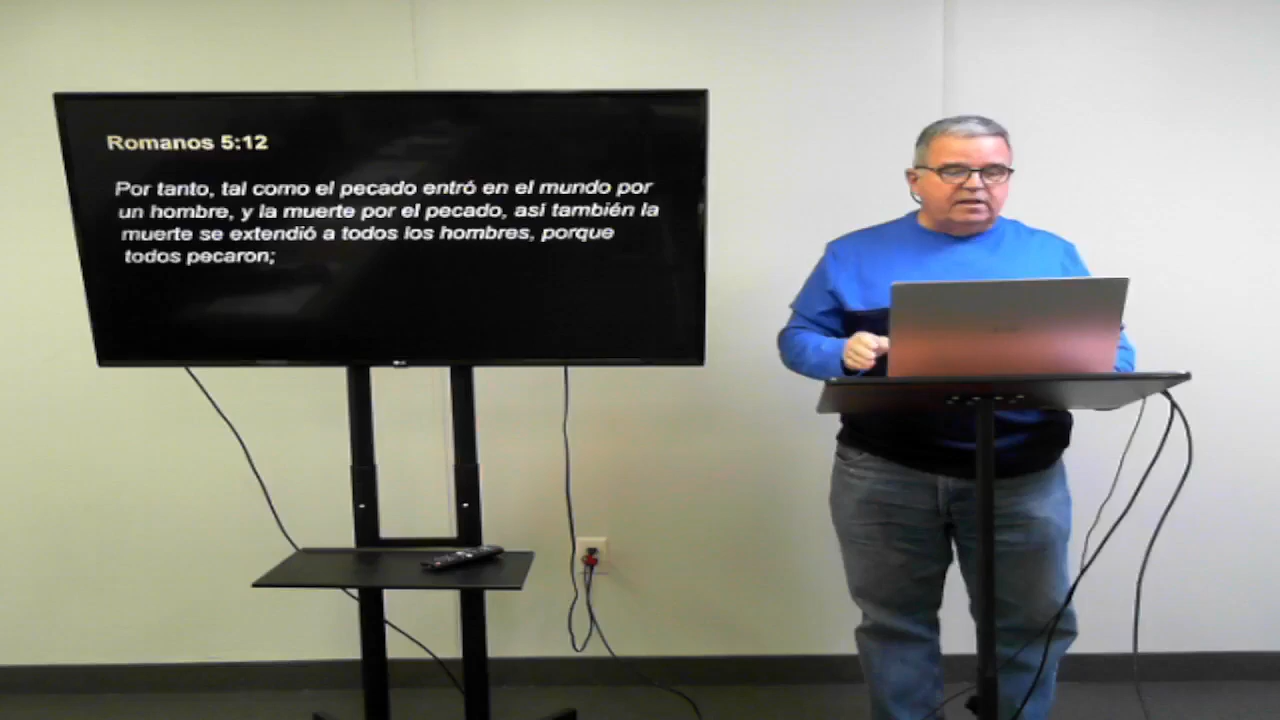 Romanos 5:12
Por tanto, tal como el pecado entró en el mundo por
un hombre, y la muerte por el pecado, así también la
muerte se extendió a todos los hombres, porque
todos pecaron;